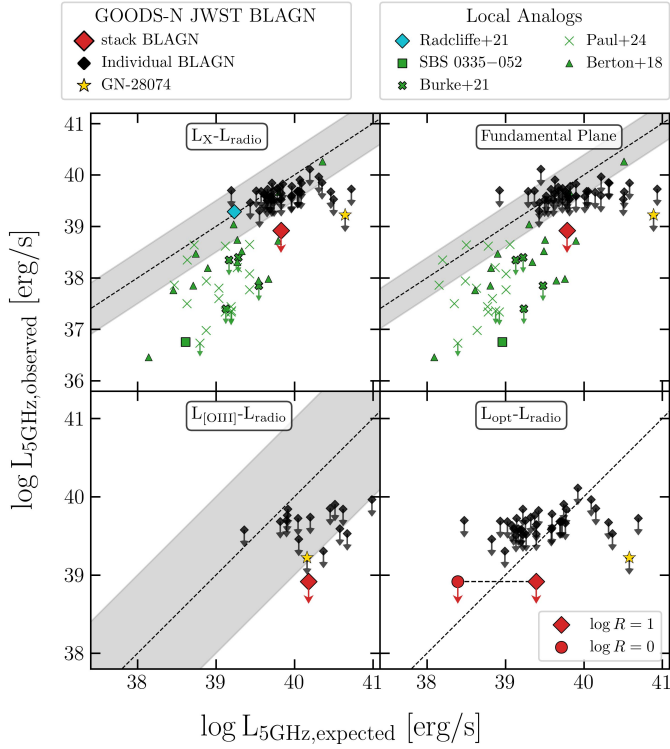 GOODS-N JWST BLAGN
stack BLAGN
Individual BLAGN
GN-28074
Local Analogs
Radcliffe+21
SBS 0335−052
Burke+21
Paul+24
Berton+18
L_X-L_radio
Fundamental Plane
41
40
39
38
37
36
L_[OIII]-L_radio
L_opt-L_radio
41
40
39
38
log R = 1
log R = 0
38
39
40
41
38
39
40
41
log L_5GHz,observed [erg/s]
log L_5GHz,expected [erg/s]